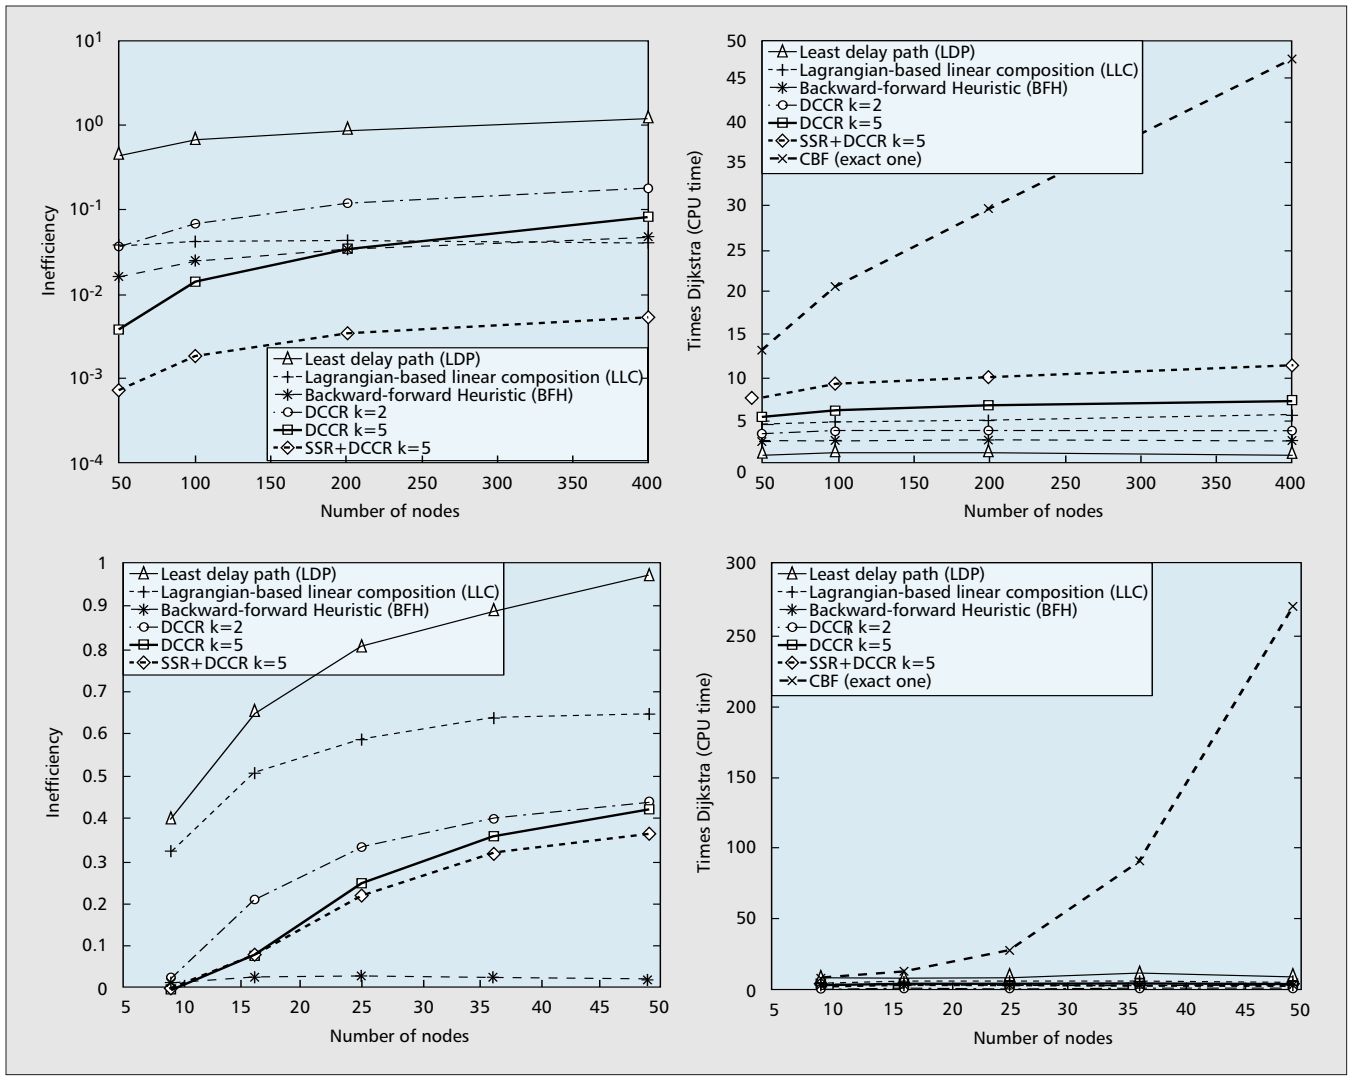 10^1
10^0
10^-1
10^-2
10^-3
10^-4
Inefficiency
Least delay path (LDP)
Lagrangian-based linear composition (LLC)
Backward-forward Heuristic (BFH)
DCCR k=2
DCCR k=5
SSR+DCCR k=5
50 100 150 200 250 300 350 400
Number of nodes
50
45
40
35
30
25
20
15
10
5
0
Times Dijkstra (CPU time)
Least delay path (LDP)
Lagrangian-based linear composition (LLC)
Backward-forward Heuristic (BFH)
DCCR k=2
DCCR k=5
SSR+DCCR k=5
CBF (exact one)
50 100 150 200 250 300 350 400
Number of nodes
1
0.9
0.8
0.7
0.6
0.5
0.4
0.3
0.2
0.1
0
Inefficiency
Least delay path (LDP)
Lagrangian-based linear composition (LLC)
Backward-forward Heuristic (BFH)
DCCR k=2
DCCR k=5
SSR+DCCR k=5
5 10 15 20 25 30 35 40 45 50
Number of nodes
300
250
200
150
100
50
0
Times Dijkstra (CPU time)
Least delay path (LDP)
Lagrangian-based linear composition (LLC)
Backward-forward Heuristic (BFH)
DCCR k=2
DCCR k=5
SSR+DCCR k=5
CBF (exact one)
5 10 15 20 25 30 35 40 45 50
Number of nodes